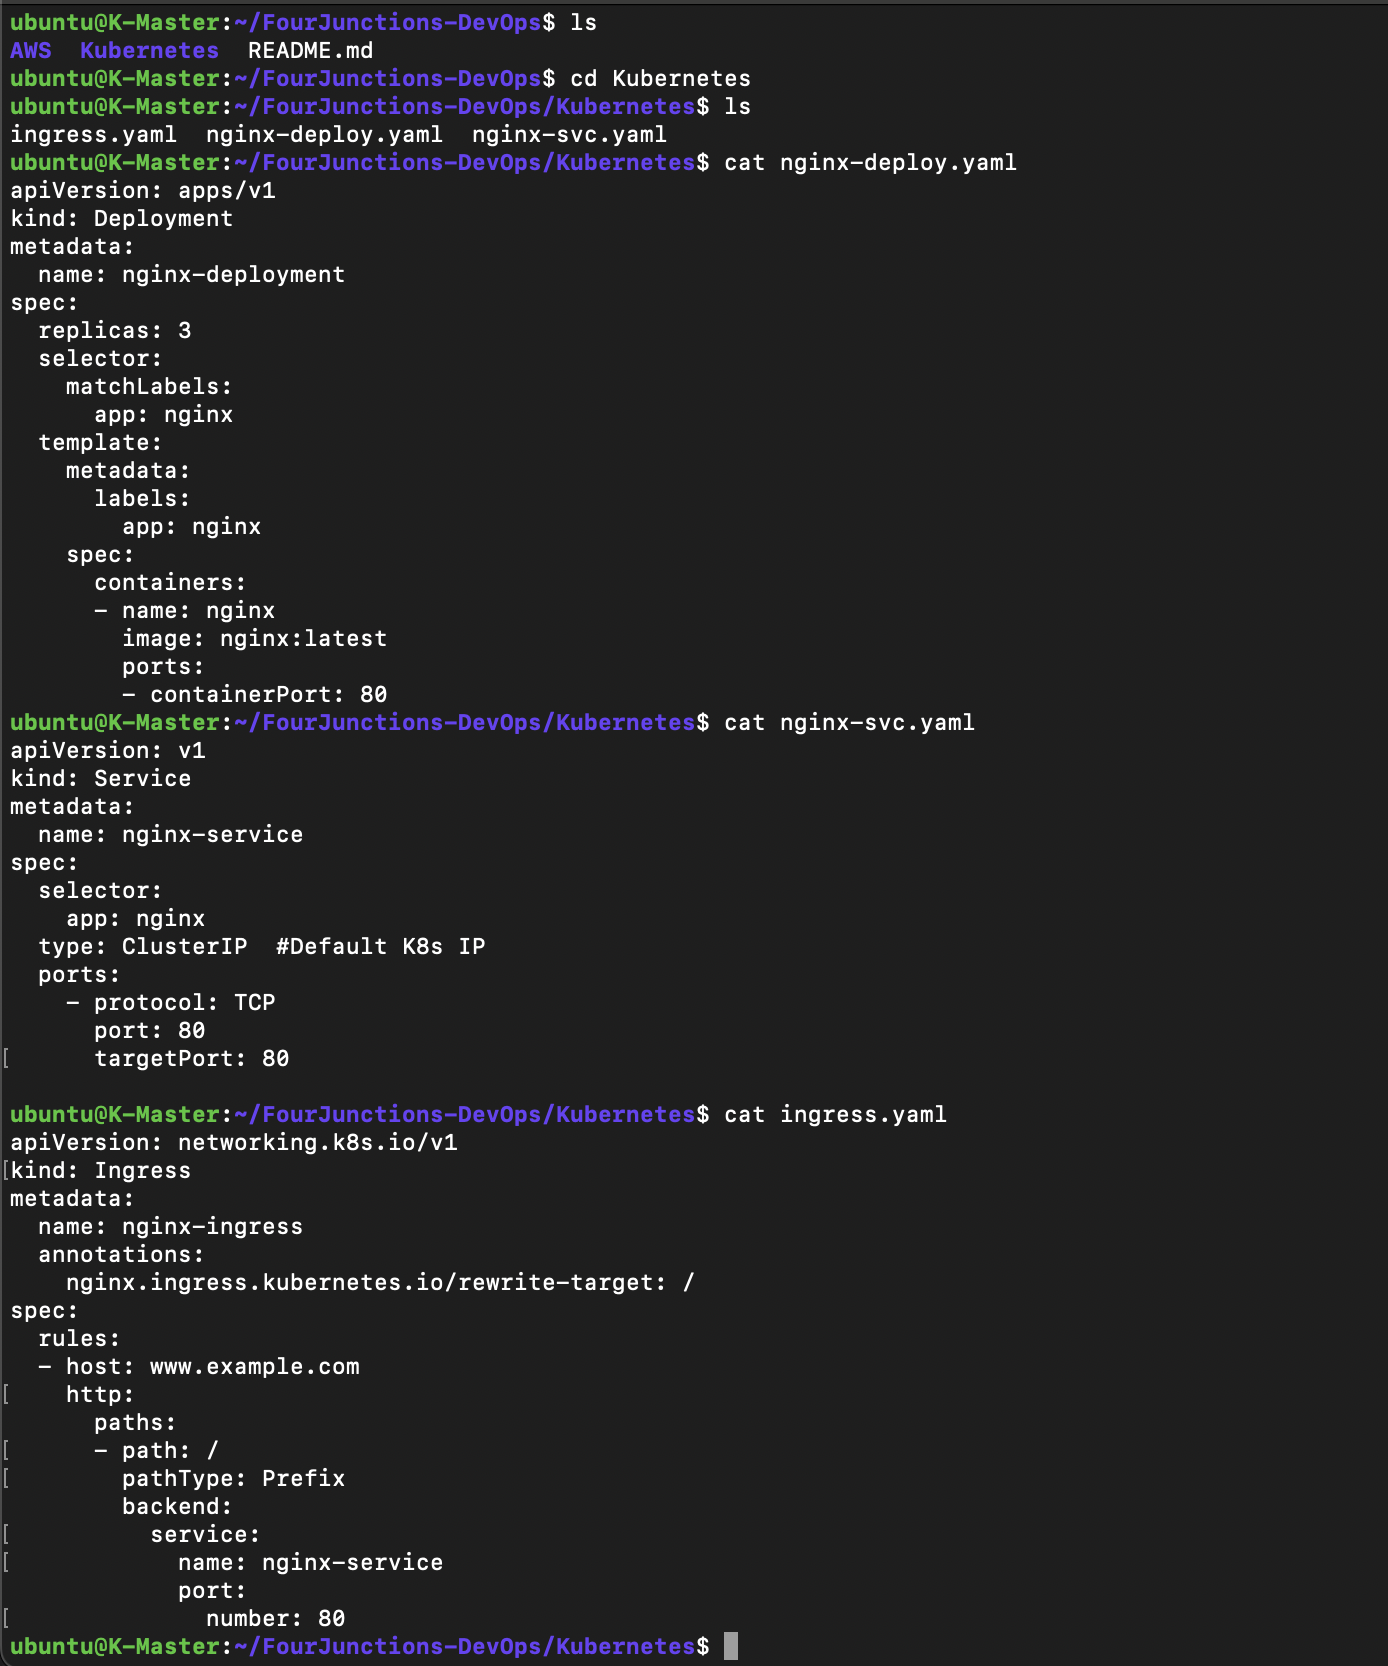 ubuntu@K-Master:~/FourJunctions-DevOps$ ls
AWS  Kubernetes  README.md
ubuntu@K-Master:~/FourJunctions-DevOps$ cd Kubernetes
ubuntu@K-Master:~/FourJunctions-DevOps/Kubernetes$ ls
ingress.yaml  nginx-deploy.yaml  nginx-svc.yaml
ubuntu@K-Master:~/FourJunctions-DevOps/Kubernetes$ cat nginx-deploy.yaml
apiVersion: apps/v1
kind: Deployment
metadata:
  name: nginx-deployment
spec:
  replicas: 3
  selector:
    matchLabels:
      app: nginx
  template:
    metadata:
      labels:
        app: nginx
    spec:
      containers:
      - name: nginx
        image: nginx:latest
        ports:
        - containerPort: 80
ubuntu@K-Master:~/FourJunctions-DevOps/Kubernetes$ cat nginx-svc.yaml
apiVersion: v1
kind: Service
metadata:
  name: nginx-service
spec:
  selector:
    app: nginx
  type: ClusterIP  #Default K8s IP
  ports:
    - protocol: TCP
      port: 80
      targetPort: 80

ubuntu@K-Master:~/FourJunctions-DevOps/Kubernetes$ cat ingress.yaml
apiVersion: networking.k8s.io/v1
kind: Ingress
metadata:
  name: nginx-ingress
  annotations:
    nginx.ingress.kubernetes.io/rewrite-target: /
spec:
  rules:
  - host: www.example.com
    http:
      paths:
      - path: /
        pathType: Prefix
        backend:
          service:
            name: nginx-service
            port:
              number: 80
ubuntu@K-Master:~/FourJunctions-DevOps/Kubernetes$